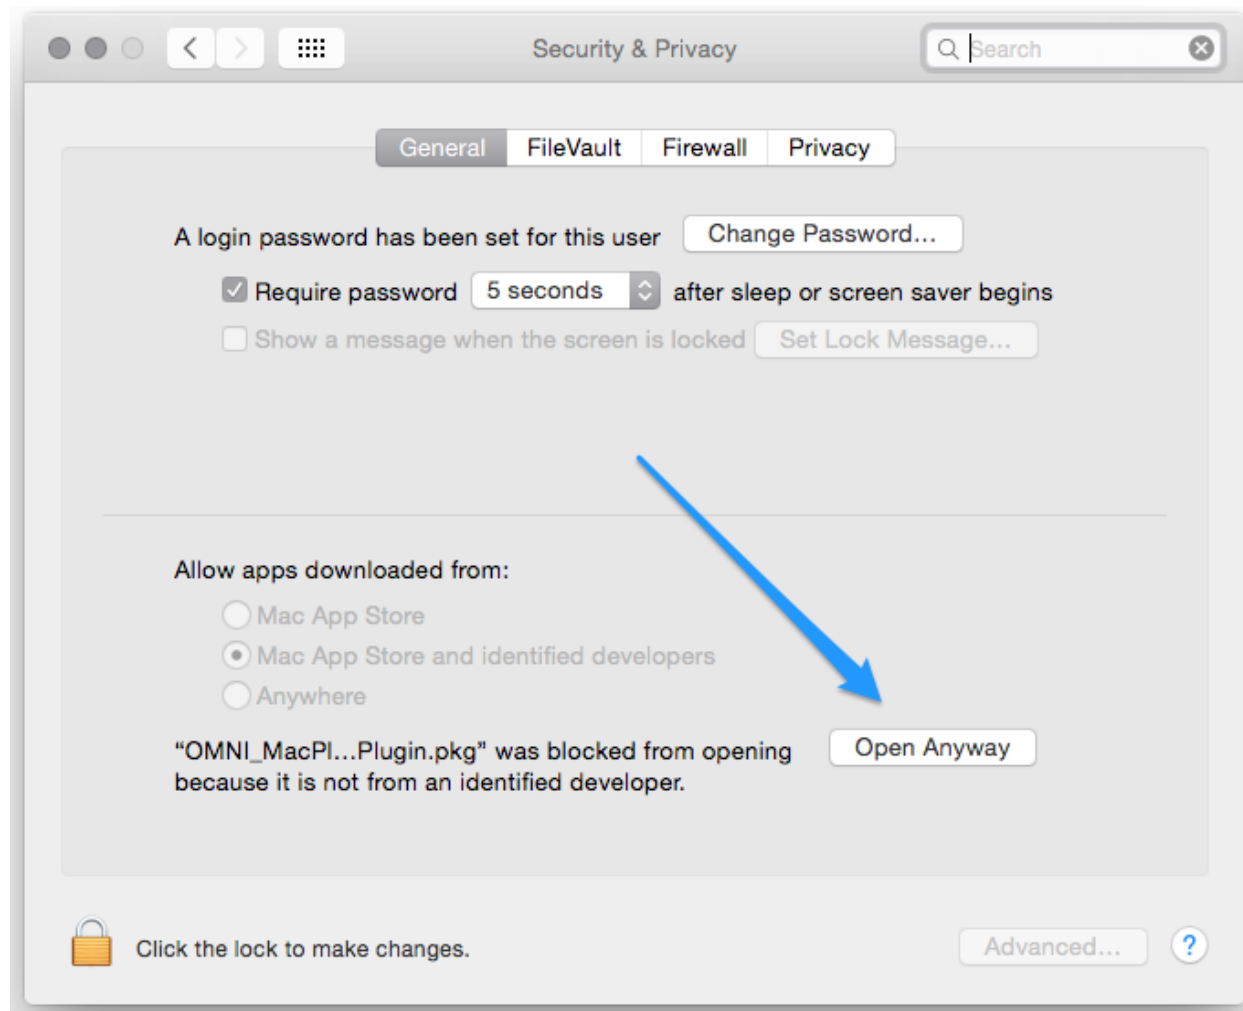 Security & Privacy
Search
General FileVault Firewall Privacy
A login password has been set for this user Change Password...
Require password 5 seconds after sleep or screen saver begins
Show a message when the screen is locked Set Lock Message...
Allow apps downloaded from:
Mac App Store
Mac App Store and identified developers
Anywhere
“OMNI_MacPl...Plugin.pkg” was blocked from opening Open Anyway
because it is not from an identified developer.
Click the lock to make changes. Advanced... ?